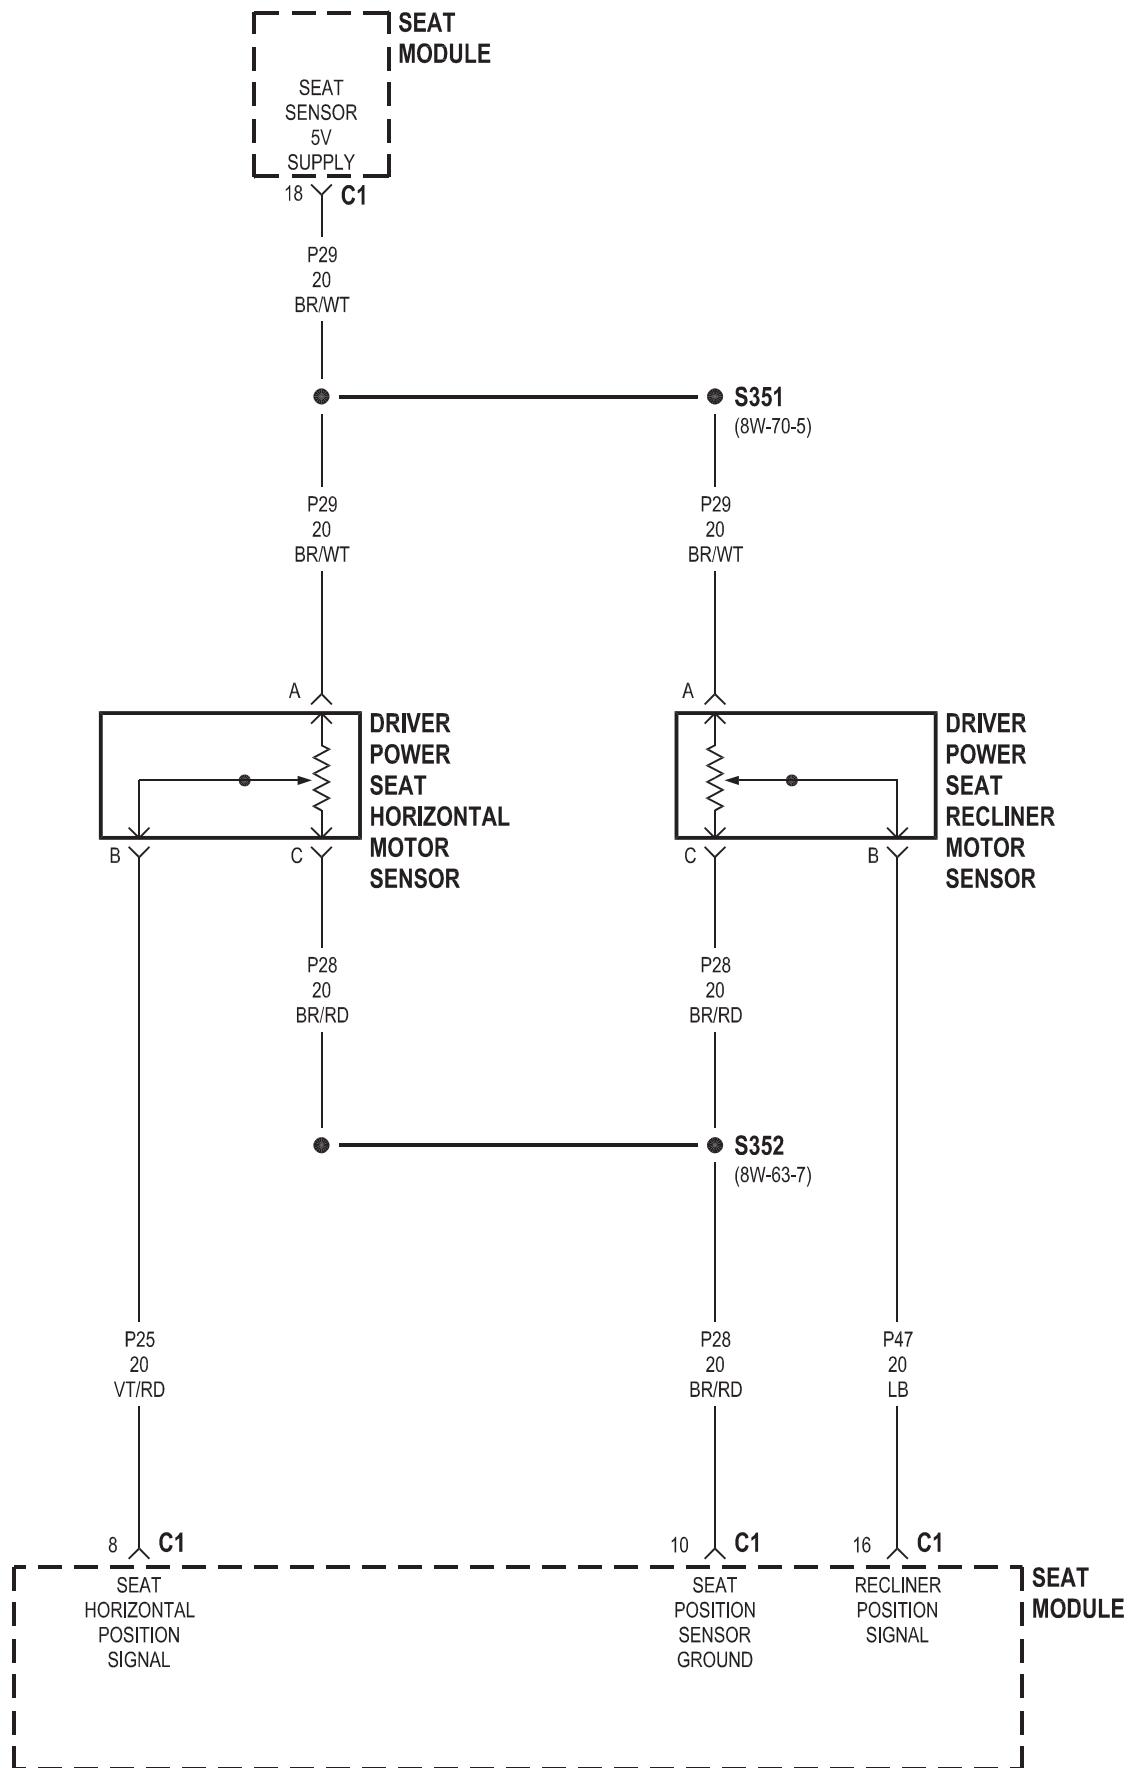 SEAT
MODULE
SEAT
SENSOR
5V
SUPPLY
18
C1
P29
20
BR/WT
S351
(8W-70-5)
P29
20
BR/WT
P29
20
BR/WT
A
A
DRIVER
POWER
SEAT
HORIZONTAL
MOTOR
SENSOR
DRIVER
POWER
SEAT
RECLINER
MOTOR
SENSOR
B
C
C
B
P28
20
BR/RD
P28
20
BR/RD
S352
(8W-63-7)
P25
20
VT/RD
P28
20
BR/RD
P47
20
LB
8
C1
10
C1
16
C1
SEAT
HORIZONTAL
POSITION
SIGNAL
SEAT
POSITION
SENSOR
GROUND
RECLINER
POSITION
SIGNAL
SEAT
MODULE